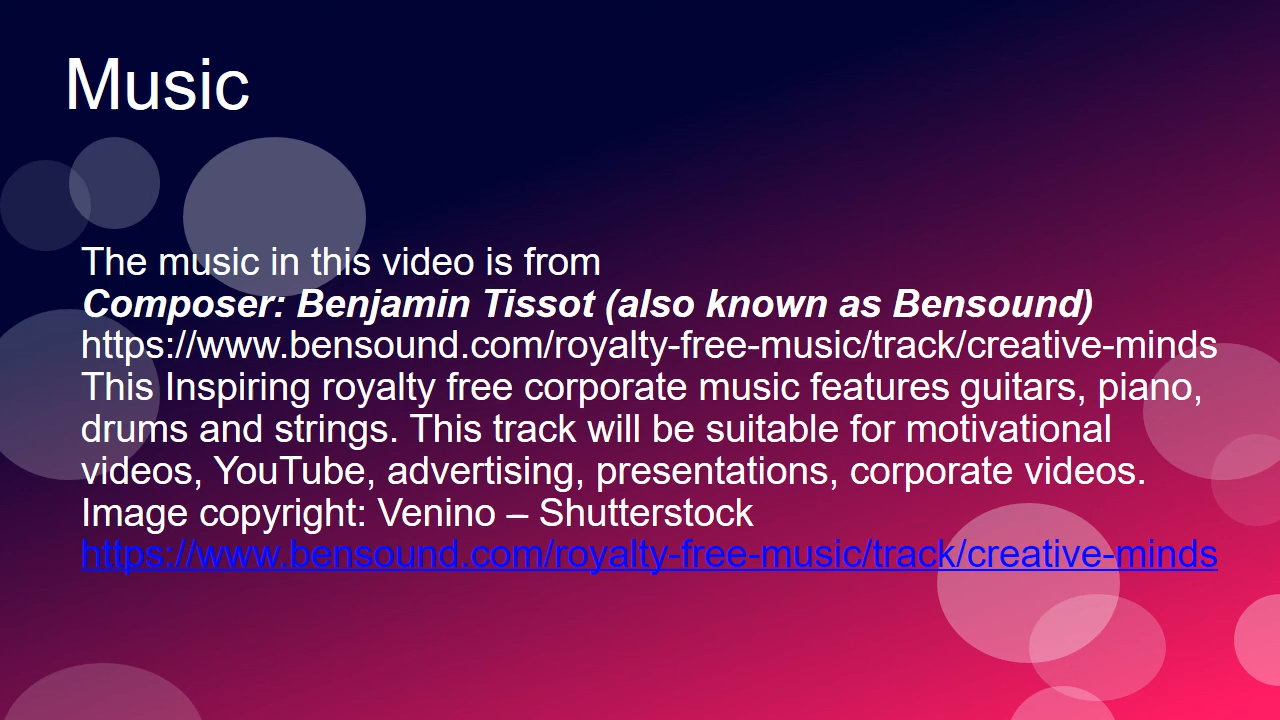 Music
The music in this video is from
Composer: Benjamin Tissot (also known as Bensound)
https://www.bensound.com/royalty-free-music/track/creative-minds
This Inspiring royalty free corporate music features guitars, piano,
drums and strings. This track will be suitable for motivational
videos, YouTube, advertising, presentations, corporate videos.
Image copyright: Venino – Shutterstock
https://www.bensound.com/royalty-free-music/track/creative-minds